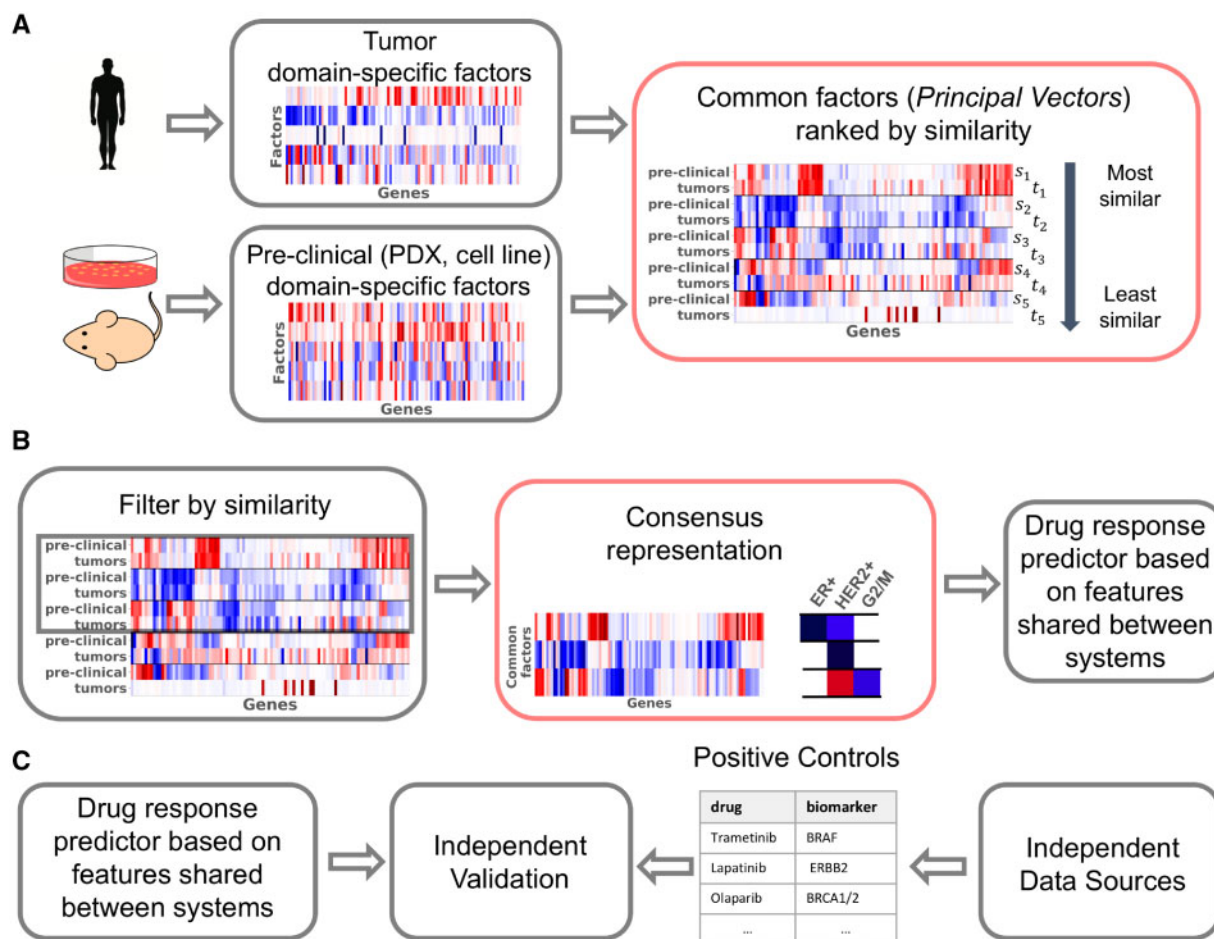 A
Tumor
domain-specific factors
Factors
Genes
Pre-clinical (PDX, cell line)
domain-specific factors
Factors
Genes
Common factors (Principal Vectors)
ranked by similarity
pre-clinical s1
tumors t1
pre-clinical s2
tumors t2
pre-clinical s3
tumors t3
pre-clinical s4
tumors t4
pre-clinical s5
tumors t5
Genes
Most
similar
Least
similar
B
Filter by similarity
pre-clinical
tumors
pre-clinical
tumors
pre-clinical
tumors
pre-clinical
tumors
pre-clinical
tumors
Genes
Consensus
representation
Common
factors
Genes
ER+
HER2+
G2/M
Drug response
predictor based
on features
shared between
systems
C
Drug response
predictor based on
features shared
between systems
Independent
Validation
Positive Controls
drug biomarker
Trametinib BRAF
Lapatinib ERBB2
Olaparib BRCA1/2
... ...
Independent
Data Sources